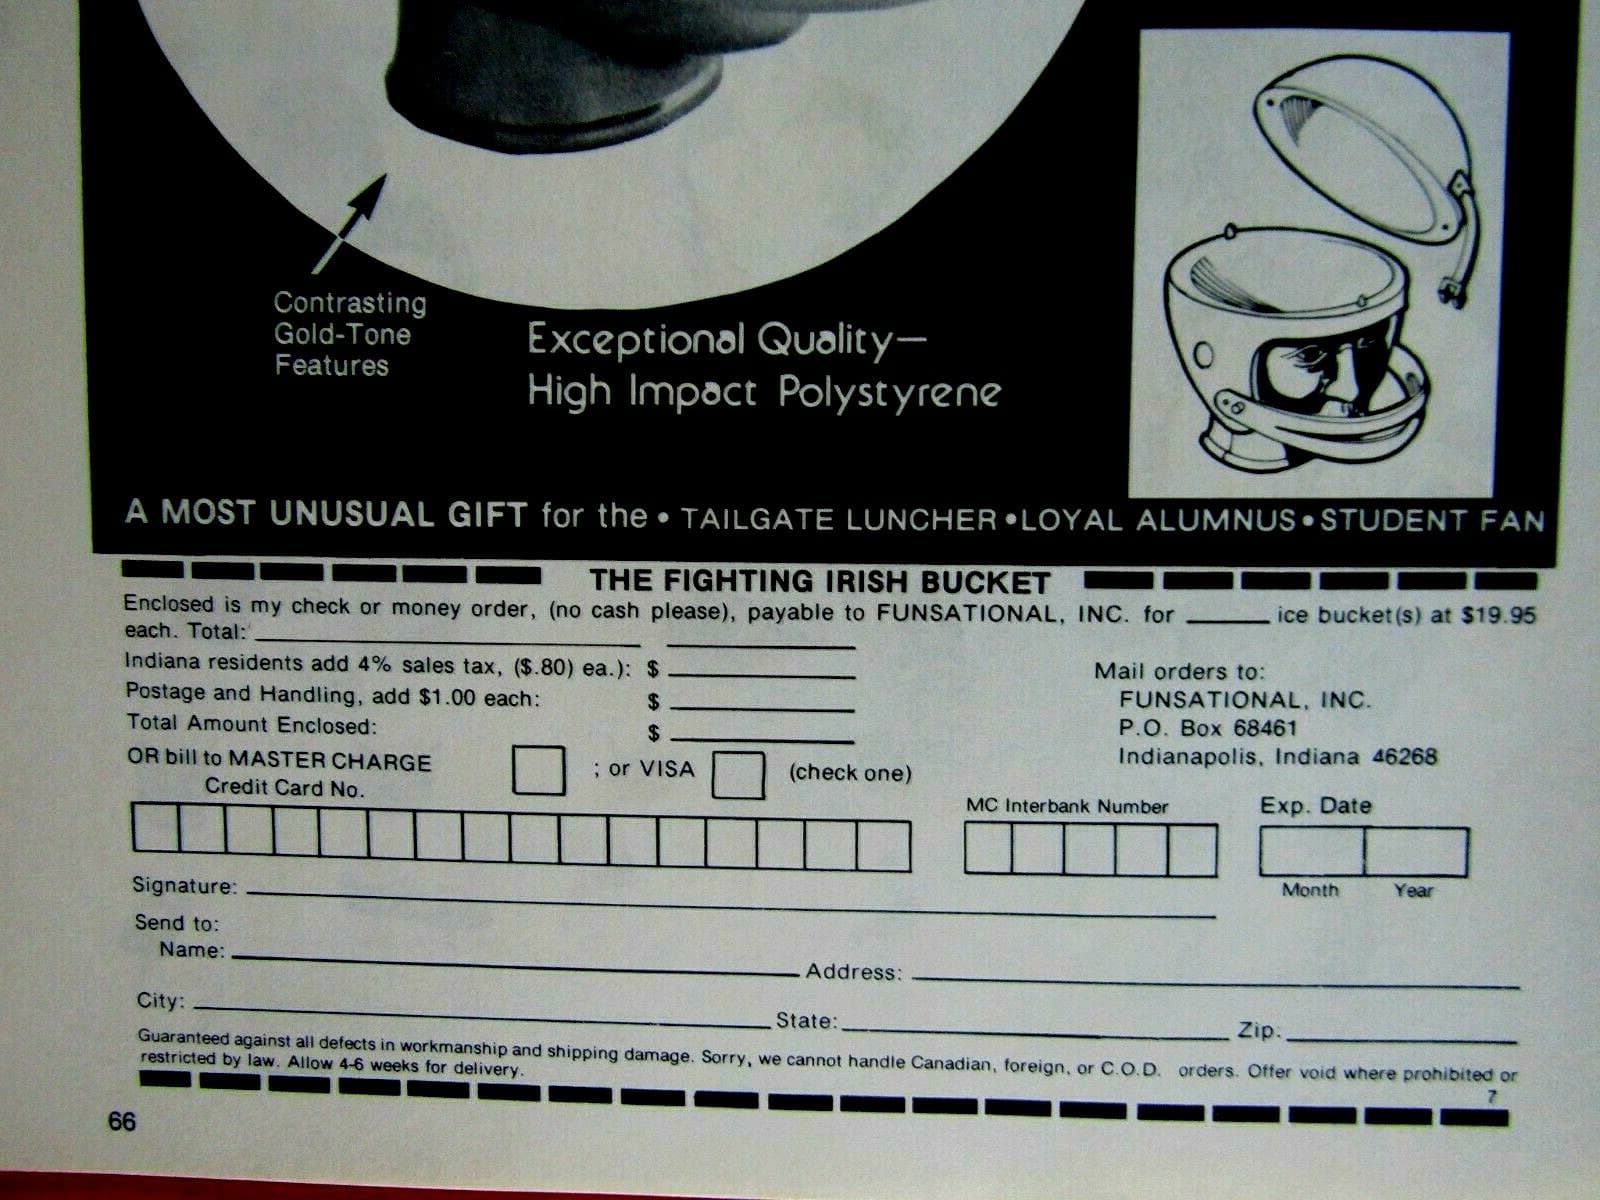 Contrasting
Gold-Tone
Features
Exceptional Quality—
High Impact Polystyrene
A MOST UNUSUAL GIFT for the • TAILGATE LUNCHER • LOYAL ALUMNUS • STUDENT FAN
THE FIGHTING IRISH BUCKET
Enclosed is my check or money order, (no cash please), payable to FUNSATIONAL, INC. for ______ ice bucket(s) at $19.95
each. Total:
Indiana residents add 4% sales tax, ($.80) ea.): $
Postage and Handling, add $1.00 each: $
Total Amount Enclosed: $
Mail orders to:
FUNSATIONAL, INC.
P.O. Box 68461
Indianapolis, Indiana 46268
OR bill to MASTER CHARGE ; or VISA (check one)
Credit Card No.
MC Interbank Number
Exp. Date
Month Year
Signature:
Send to:
Name: Address:
City: State: Zip.
Guaranteed against all defects in workmanship and shipping damage. Sorry, we cannot handle Canadian, foreign, or C.O.D. orders. Offer void where prohibited or
restricted by law. Allow 4-6 weeks for delivery.
7
66